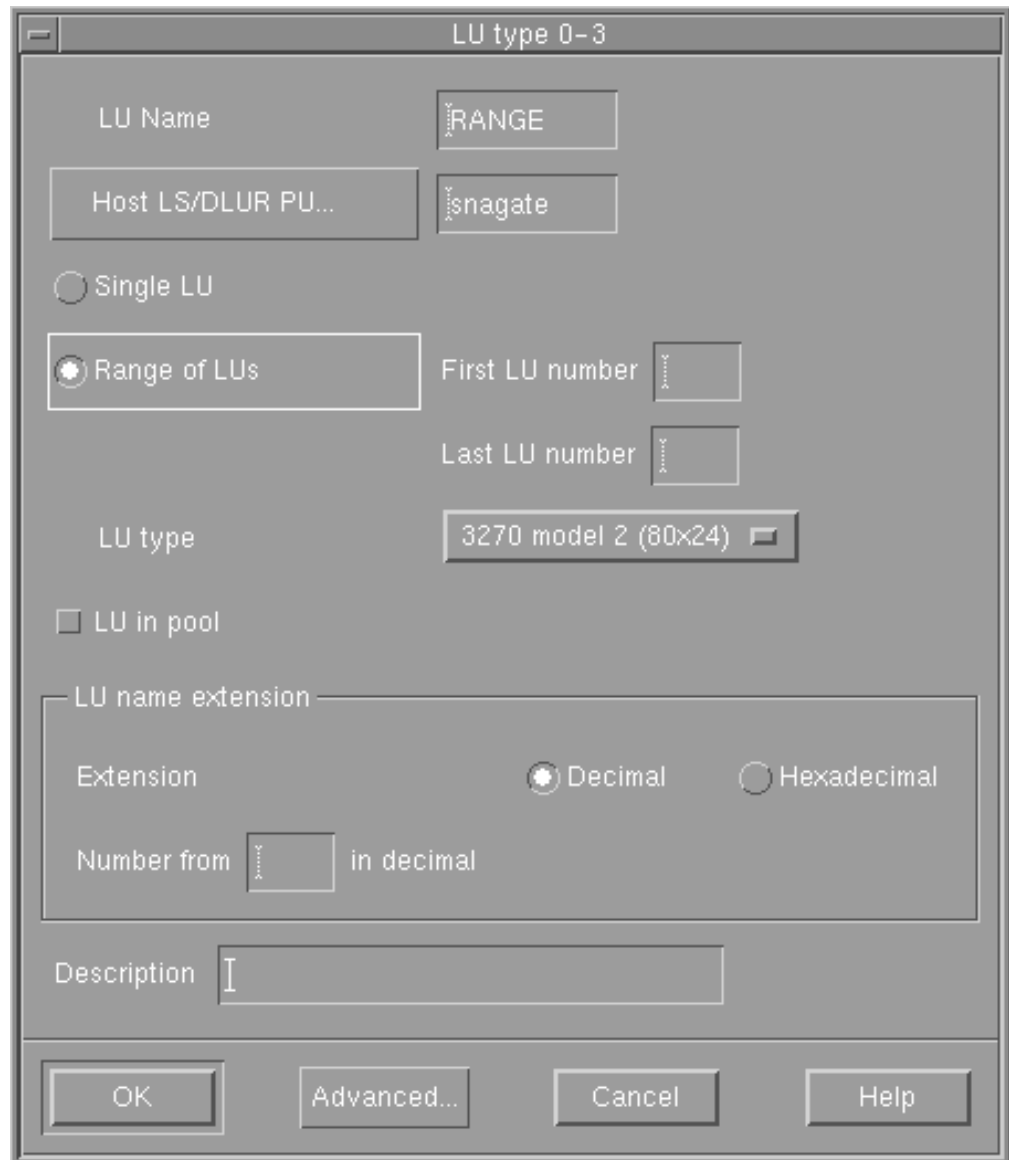 LU type 0-3
LU Name RANGE
Host LS/DLUR PU... snagate
Single LU
Range of LUs First LU number
Last LU number
LU type 3270 model 2 (80x24)
LU in pool
LU name extension
Extension Decimal Hexadecimal
Number from in decimal
Description
OK Advanced... Cancel Help